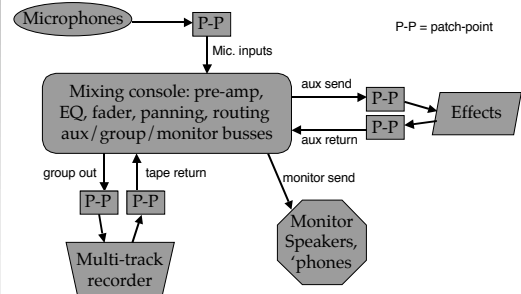 Microphones
P-P
P-P = patch-point
Mic. inputs
Mixing console: pre-amp,
EQ, fader, panning, routing
aux/group/monitor busses
aux send
P-P
Effects
P-P
aux return
group out
tape return
monitor send
P-P
P-P
Monitor
Speakers,
‘phones
Multi-track
recorder